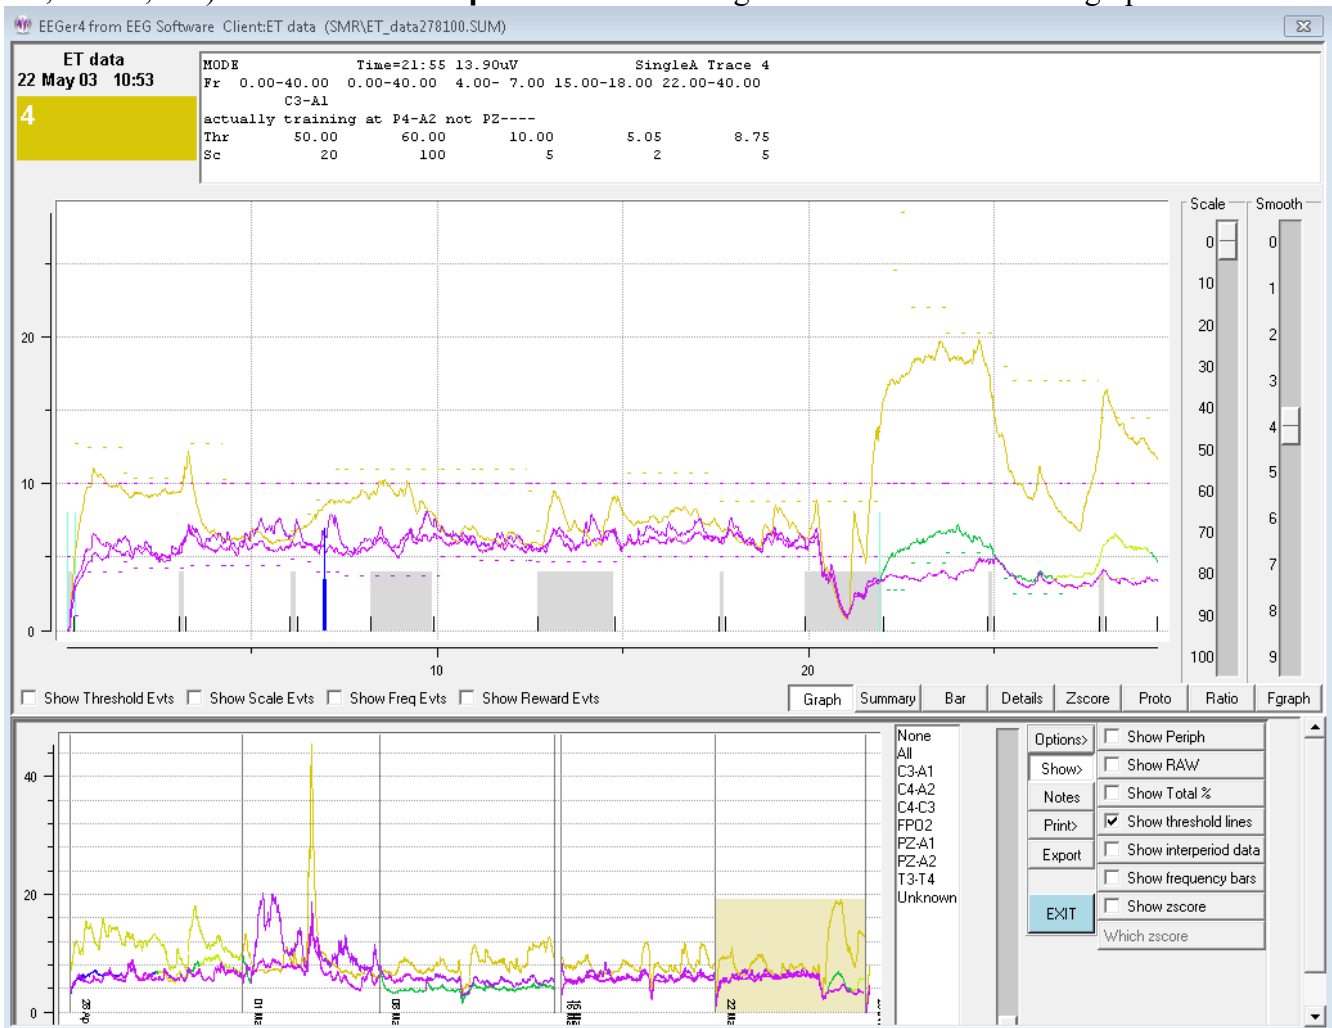 EEGer4 from EEG Software Client:ET data (SMR\ET_data278100.SUM)
ET data
22 May 03 10:53
4
MODE Time=21:55 13.90uV SingleA Trace 4
Fr 0.00-40.00 0.00-40.00 4.00- 7.00 15.00-18.00 22.00-40.00
C3-A1
actually training at P4-A2 not PZ----
Thr 50.00 60.00 10.00 5.05 8.75
Sc 20 100 5 2 5
20
10
0
10 20
Scale
0
10
20
30
40
50
60
70
80
90
100
Smooth
0
1
2
3
4
5
6
7
8
9
Show Threshold Evts Show Scale Evts Show Freq Evts Show Reward Evts
Graph Summary Bar Details Zscore Proto Ratio Fgraph
40
20
0
None
All
C3-A1
C4-A2
C4-C3
FPO2
PZ-A1
PZ-A2
T3-T4
Unknown
Options>
Show>
Notes
Print>
Export
EXIT
Show Periph
Show RAW
Show Total %
Show threshold lines
Show interperiod data
Show frequency bars
Show zscore
Which zscore